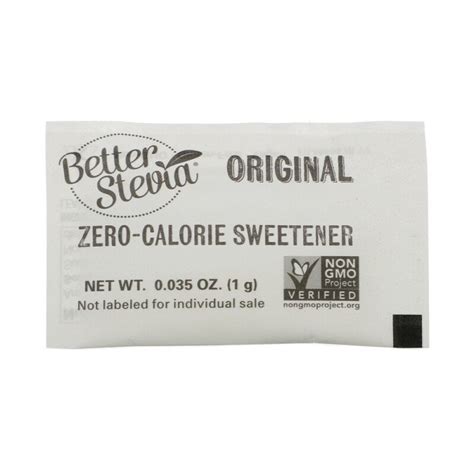 Better
Stevia®
ORIGINAL
ZERO-CALORIE SWEETENER
NET WT. 0.035 OZ. (1 g)
Not labeled for individual sale
NON
GMO
Project
VERIFIED
nongmoproject.org